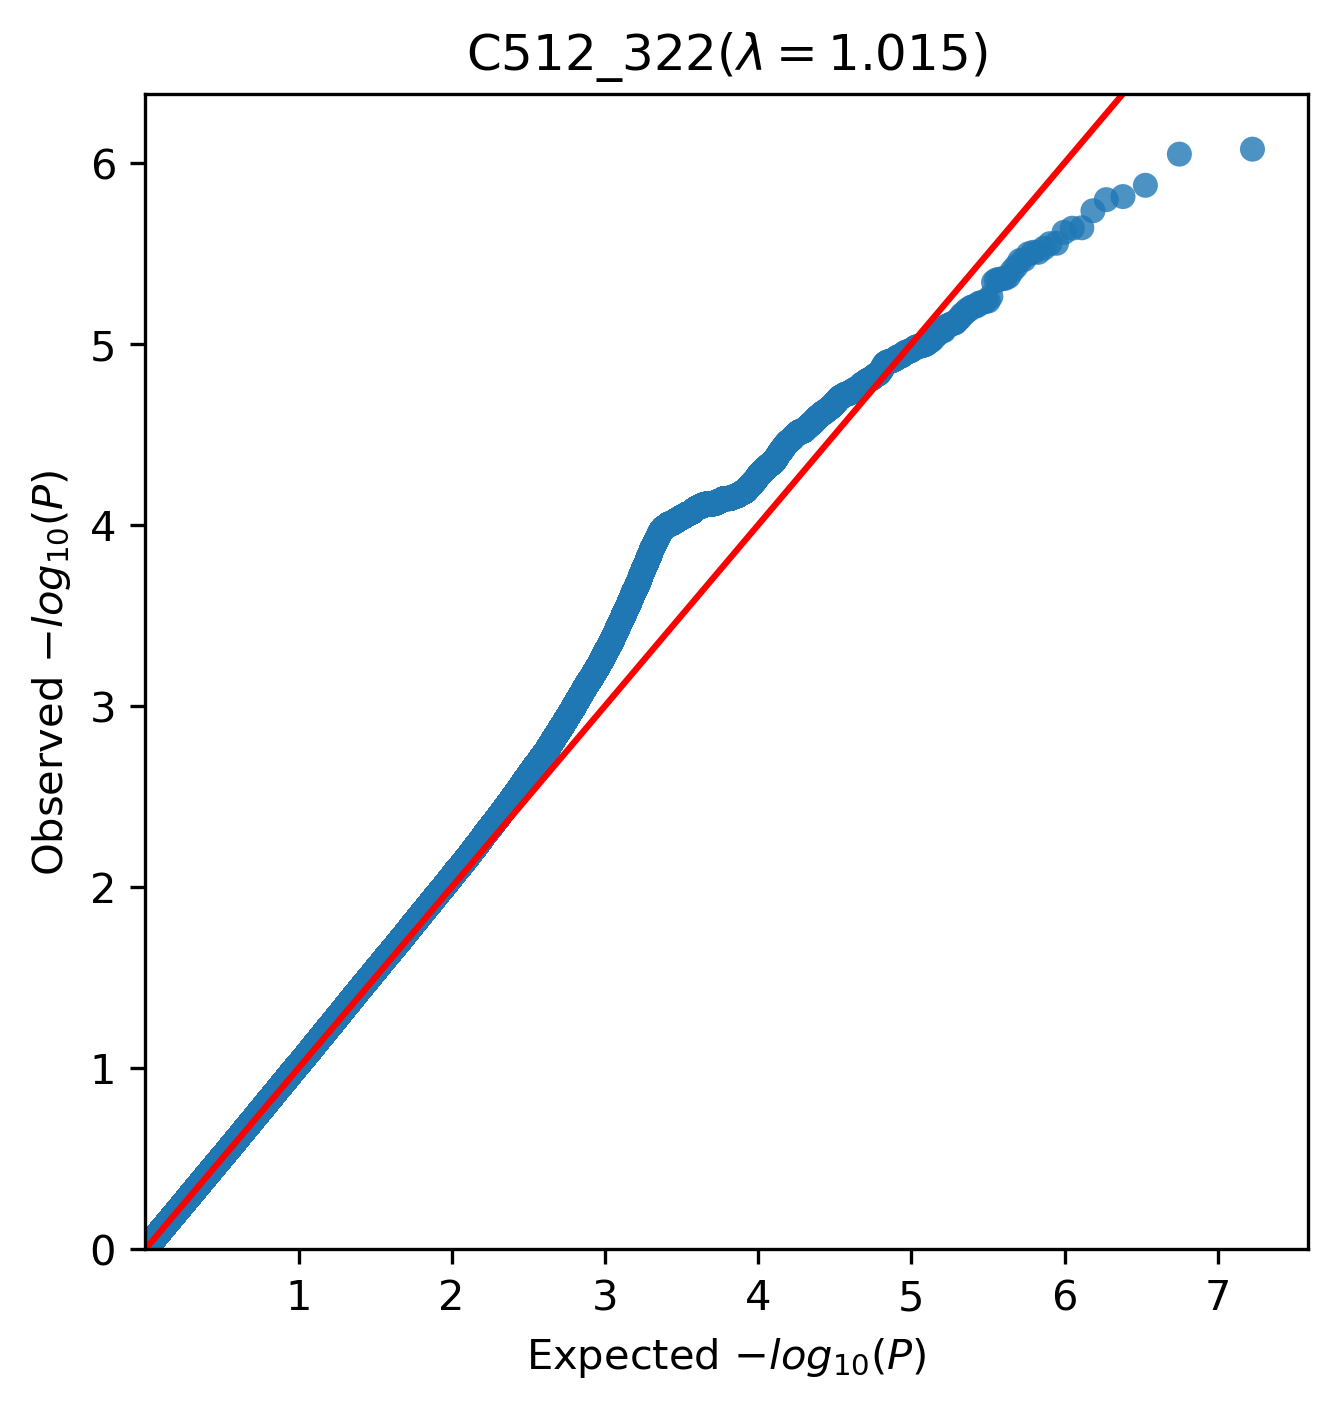 C512_322(λ = 1.015)
Observed −log₁₀(P)
6
5
4
3
2
1
0
1 2 3 4 5 6 7
Expected −log₁₀(P)